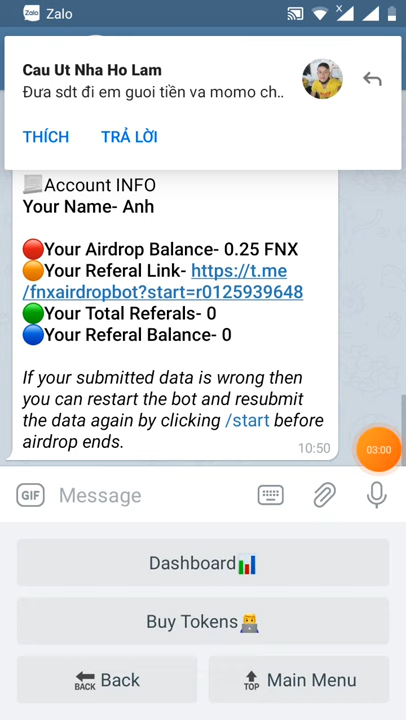 Zalo Zalo
Cau Ut Nha Ho Lam
Đưa sdt đi em guoi tiền va momo ch..
THÍCH TRẢ LỜI
Account INFO
Your Name- Anh
Your Airdrop Balance- 0.25 FNX
Your Referal Link- https://t.me
/fnxairdropbot?start=r0125939648
Your Total Referals- 0
Your Referal Balance- 0
If your submitted data is wrong then
you can restart the bot and resubmit
the data again by clicking /start before
airdrop ends.
10:50
03:00
GIF Message
Dashboard
Buy Tokens
BACK Back
TOP Main Menu